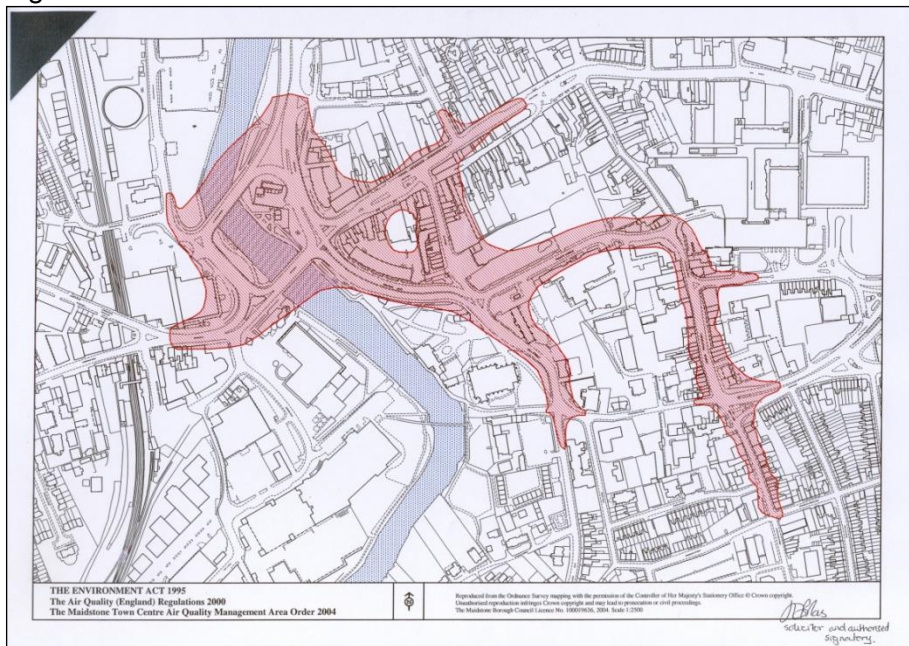 THE ENVIRONMENT ACT 1995
The Air Quality (England) Regulations 2000
The Maidstone Town Centre Air Quality Management Area Order 2004
Reproduced from the Ordnance Survey mapping with the permission of the Controller of Her Majesty's Stationery Office © Crown copyright.
Unauthorised reproduction infringes Crown copyright and may lead to prosecution or civil proceedings.
The Maidstone Borough Council Licence No. 100019636, 2004. Scale 1:2500
solicitor and authorised
signatory.